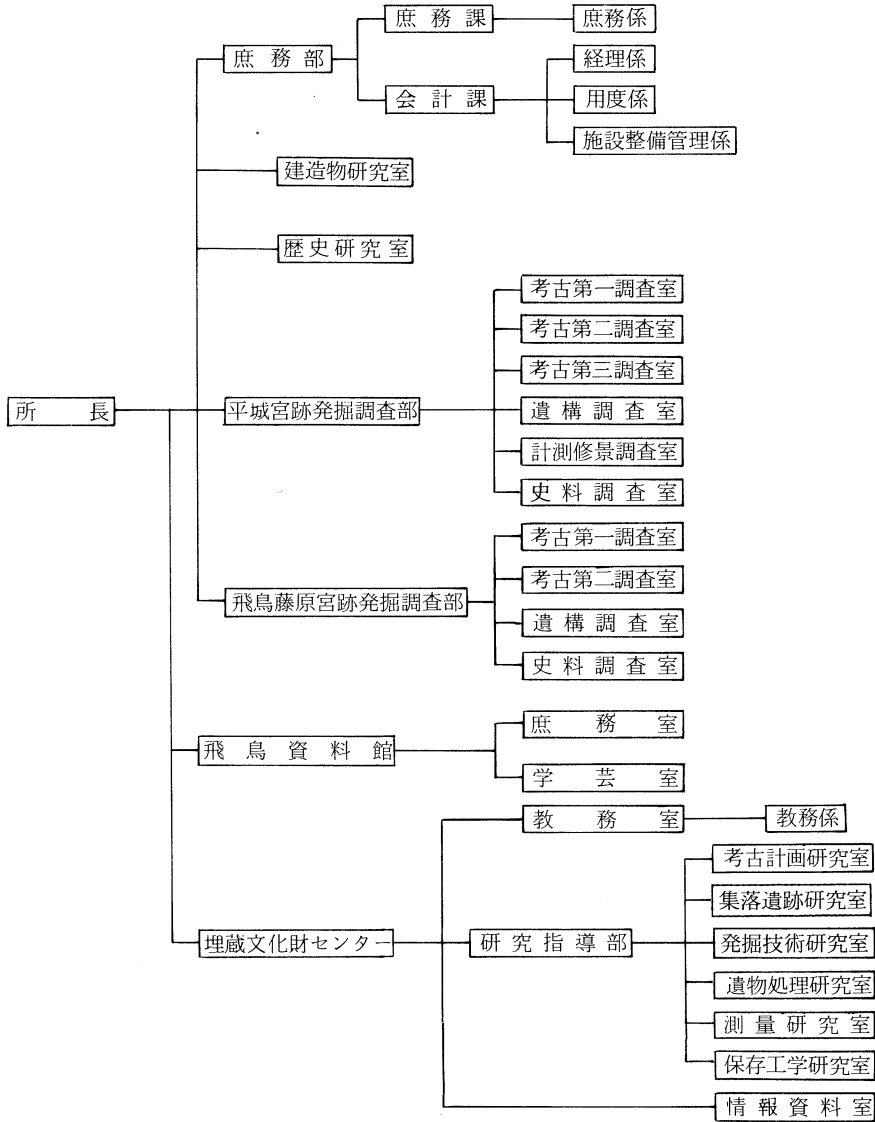 所長
庶務部
庶務課
庶務係
会計課
経理係
用度係
施設整備管理係
建造物研究室
歴史研究室
平城宮跡発掘調査部
考古第一調査室
考古第二調査室
考古第三調査室
遺構調査室
計測修景調査室
史料調査室
飛鳥藤原宮跡発掘調査部
考古第一調査室
考古第二調査室
遺構調査室
史料調査室
飛鳥資料館
庶務室
学芸室
埋蔵文化財センター
教務室
教務係
研究指導部
考古計画研究室
集落遺跡研究室
発掘技術研究室
遺物処理研究室
測量研究室
保存工学研究室
情報資料室